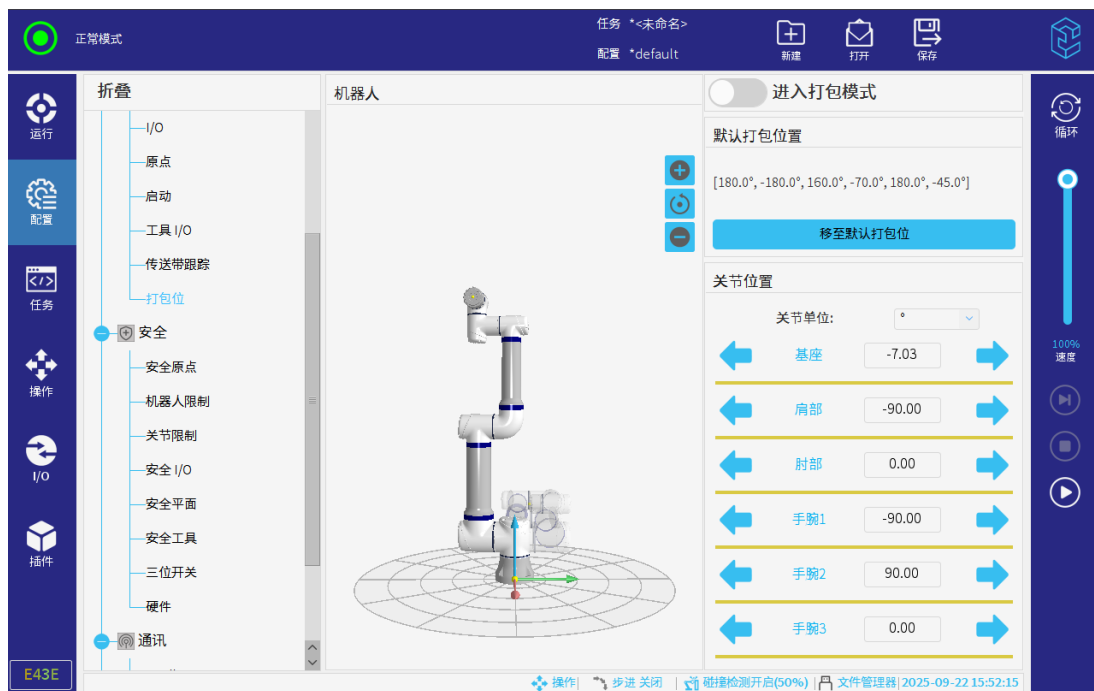 正常模式
任务 *<未命名>
配置 *default
新建
打开
保存
运行
配置
任务
操作
I/O
插件
E43E
折叠
I/O
原点
启动
工具 I/O
传送带跟踪
打包位
安全
安全原点
机器人限制
关节限制
安全 I/O
安全平面
安全工具
三位开关
硬件
通讯
机器人
进入打包模式
默认打包位置
[180.0°, -180.0°, 160.0°, -70.0°, 180.0°, -45.0°]
移至默认打包位
关节位置
关节单位: °
基座 -7.03
肩部 -90.00
肘部 0.00
手腕1 -90.00
手腕2 90.00
手腕3 0.00
循环
100%
速度
操作| 步进 关闭 | 碰撞检测开启(50%) | 文件管理器| 2025-09-22 15:52:15